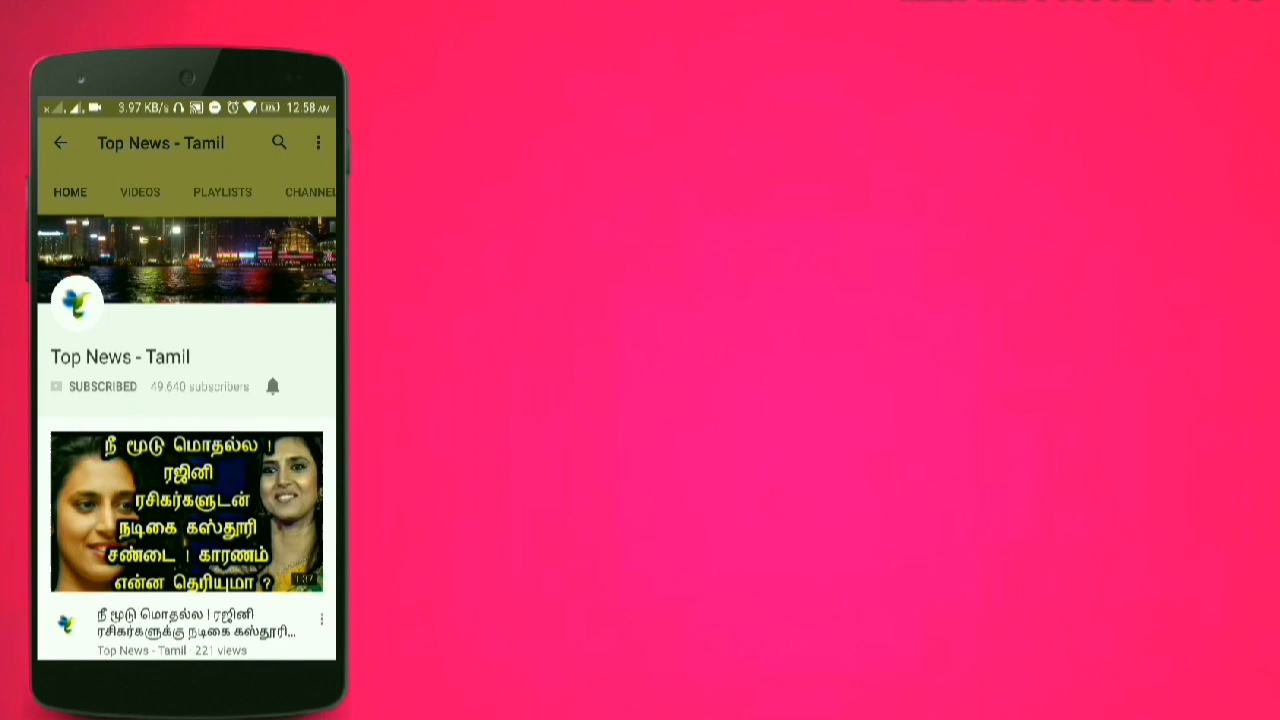 3.97 KB/s 12.58 AM
Top News - Tamil
HOME VIDEOS PLAYLISTS CHANNEL
Top News - Tamil
SUBSCRIBED 49,640 subscribers
நீ மூடு மொதல்ல !
ரஜினி
ரசிகர்களுடன்
நடிகை கஸ்தூரி
சண்டை ! காரணம்
என்ன தெரியுமா ?
நீ மூடு மொதல்ல ! ரஜினி
ரசிகர்களுக்கு நடிகை கஸ்தூரி...
Top News - Tamil · 221 views